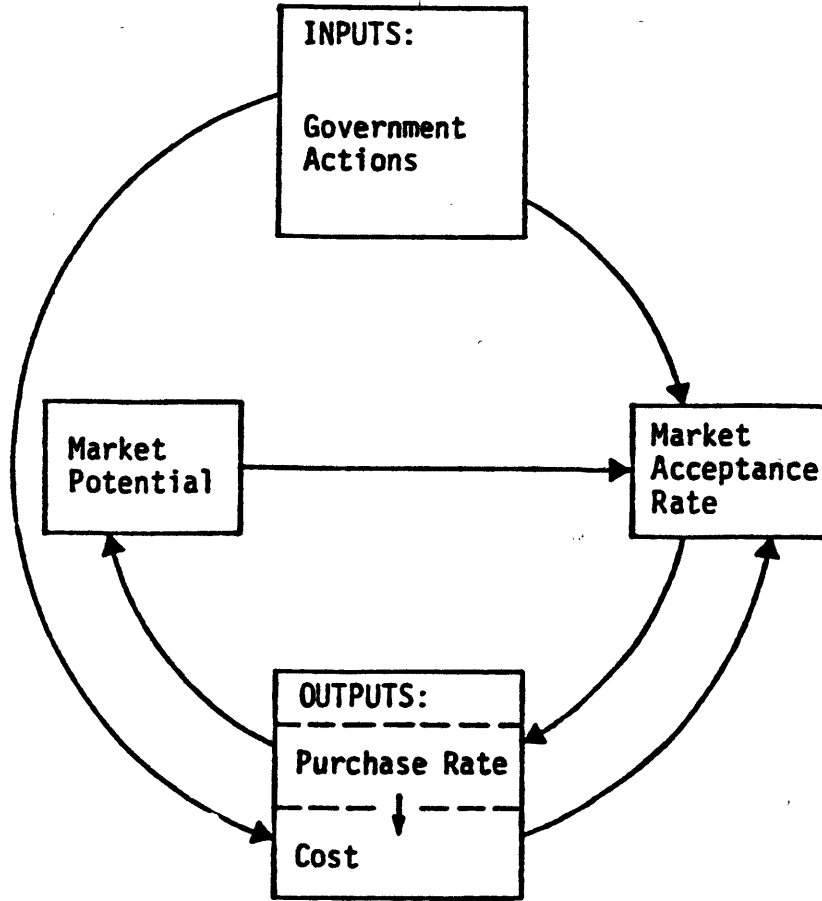 INPUTS:
Government
Actions
Market
Potential
Market
Acceptance
Rate
OUTPUTS:
Purchase Rate
Cost